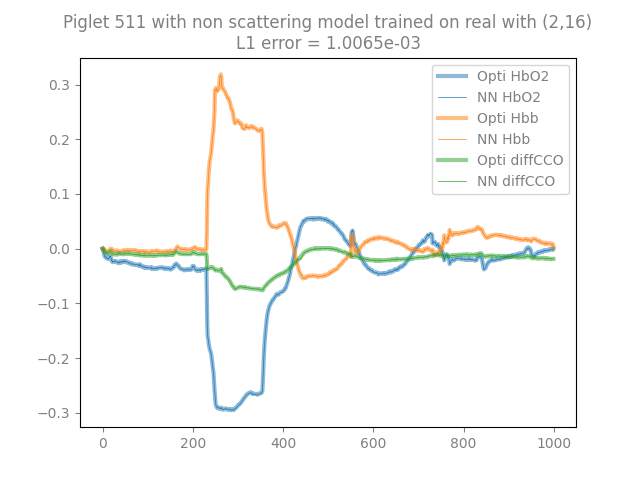 Piglet 511 with non scattering model trained on real with (2,16)
L1 error = 1.0065e-03
Opti HbO2
NN HbO2
Opti Hbb
NN Hbb
Opti diffCCO
NN diffCCO
0.3
0.2
0.1
0.0
−0.1
−0.2
−0.3
0 200 400 600 800 1000